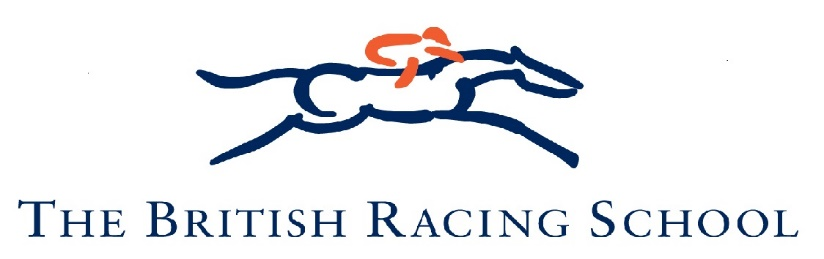 THE BRITISH RACING SCHOOL